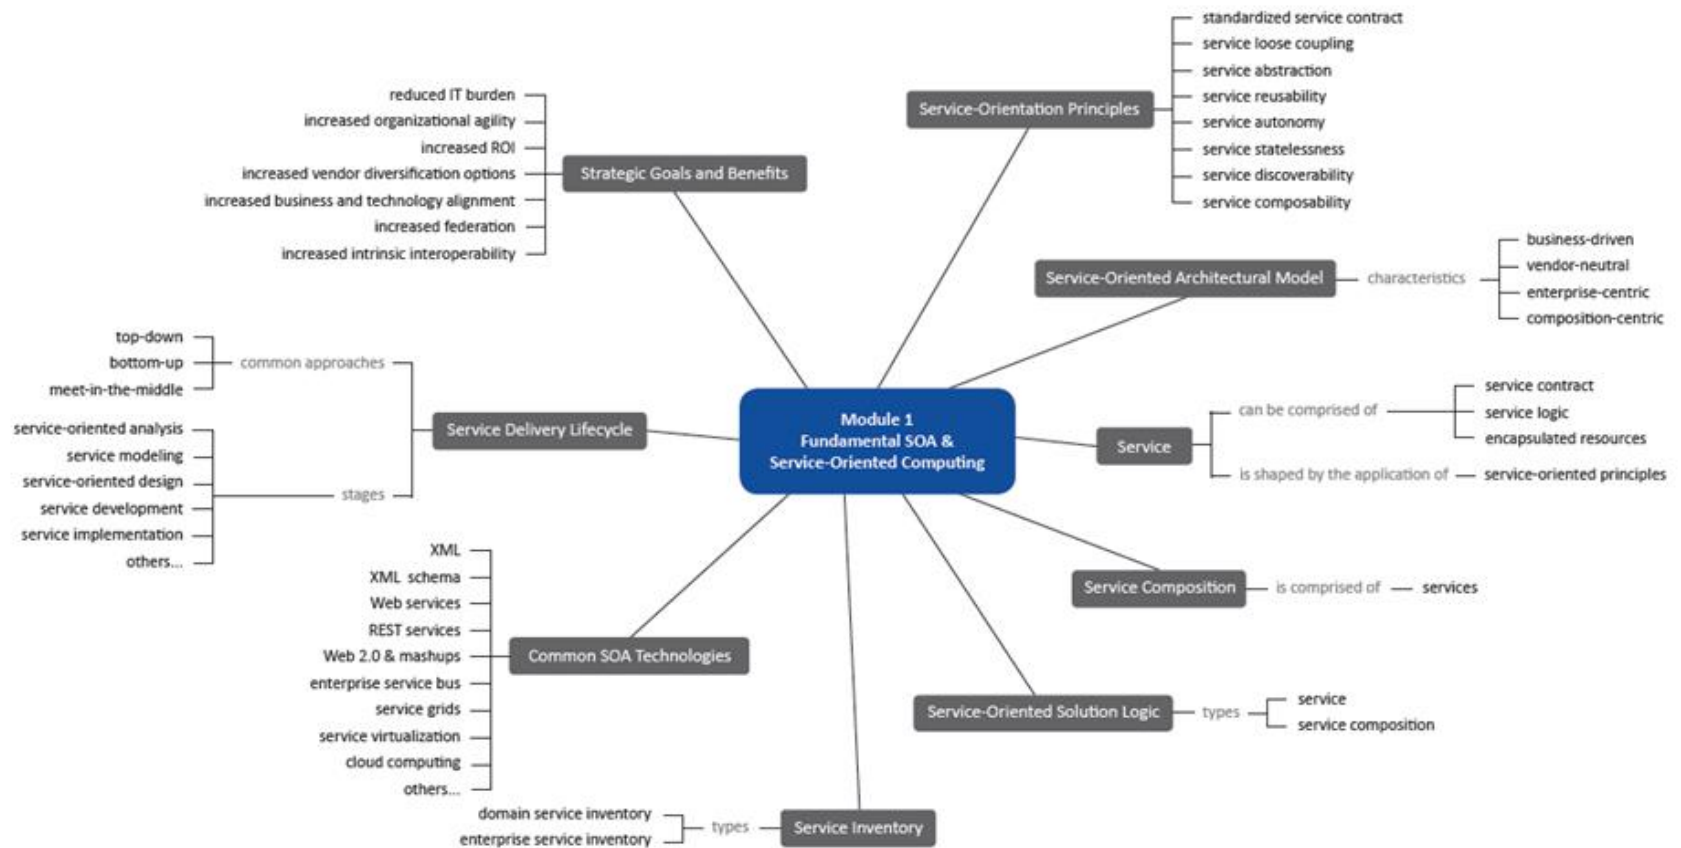 Module 1
Fundamental SOA &
Service-Oriented Computing
Strategic Goals and Benefits
reduced IT burden
increased organizational agility
increased ROI
increased vendor diversification options
increased business and technology alignment
increased federation
increased intrinsic interoperability
Service-Orientation Principles
standardized service contract
service loose coupling
service abstraction
service reusability
service autonomy
service statelessness
service discoverability
service composability
Service-Oriented Architectural Model
characteristics
business-driven
vendor-neutral
enterprise-centric
composition-centric
Service
can be comprised of
service contract
service logic
encapsulated resources
is shaped by the application of
service-oriented principles
Service Composition
is comprised of
services
Service-Oriented Solution Logic
types
service
service composition
Service Inventory
types
domain service inventory
enterprise service inventory
Common SOA Technologies
XML
XML schema
Web services
REST services
Web 2.0 & mashups
enterprise service bus
service grids
service virtualization
cloud computing
others...
Service Delivery Lifecycle
common approaches
top-down
bottom-up
meet-in-the-middle
stages
service-oriented analysis
service modeling
service-oriented design
service development
service implementation
others...